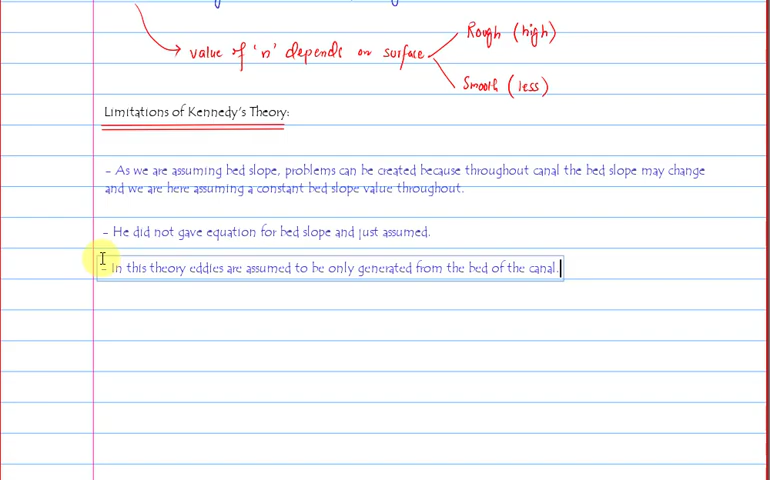 Rough (high)
value of 'n' depends on surface
Smooth (less)
Limitations of Kennedy's Theory:
- As we are assuming bed slope, problems can be created because throughout canal the bed slope may change
and we are here assuming a constant bed slope value throughout.
- He did not gave equation for bed slope and just assumed.
- In this theory eddies are assumed to be only generated from the bed of the canal.